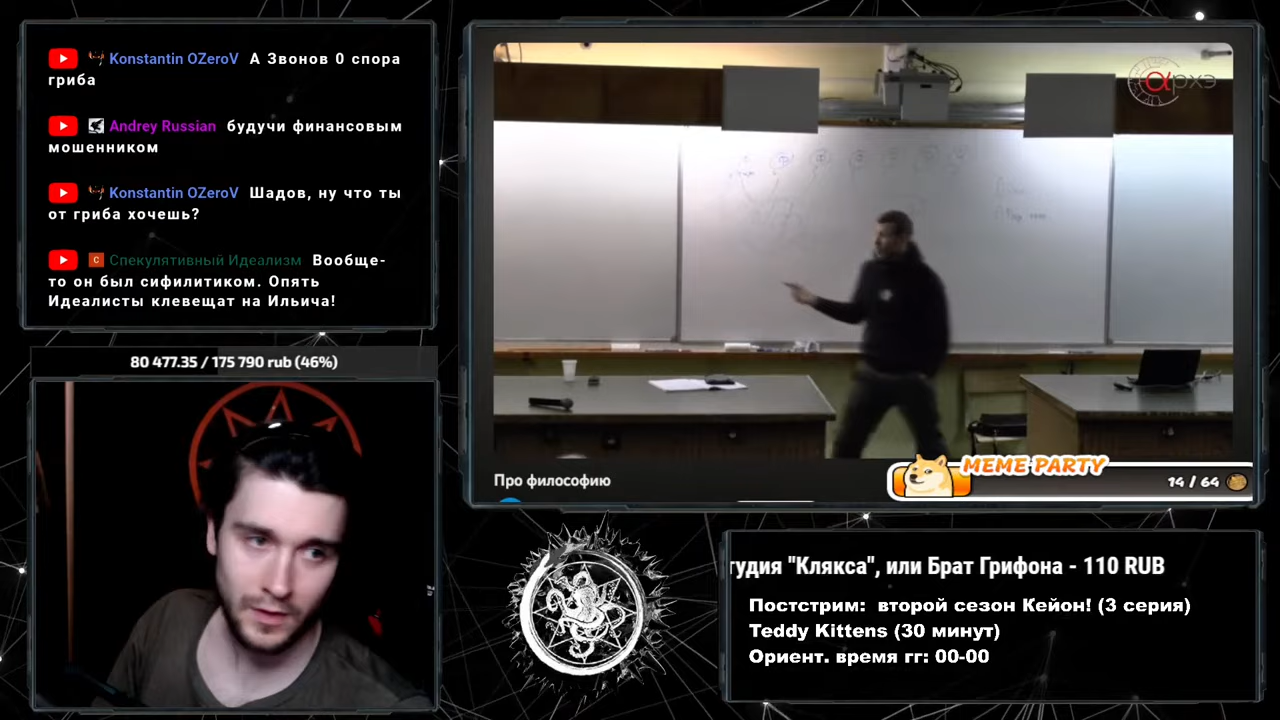 Konstantin OZeroV А Звонов 0 спора
гриба
Andrey Russian будучи финансовым
мошенником
Konstantin OZeroV Шадов, ну что ты
от гриба хочешь?
С Спекулятивный Идеализм Вообще-
то он был сифилитиком. Опять
Идеалисты клевещат на Ильича!
80 477.35 / 175 790 rub (46%)
αрхэ
Про философию
MEME PARTY
14 / 64
тудия "Клякса", или Брат Грифона - 110 RUB
Постстрим: второй сезон Кейон! (3 серия)
Teddy Kittens (30 минут)
Ориент. время гг: 00-00